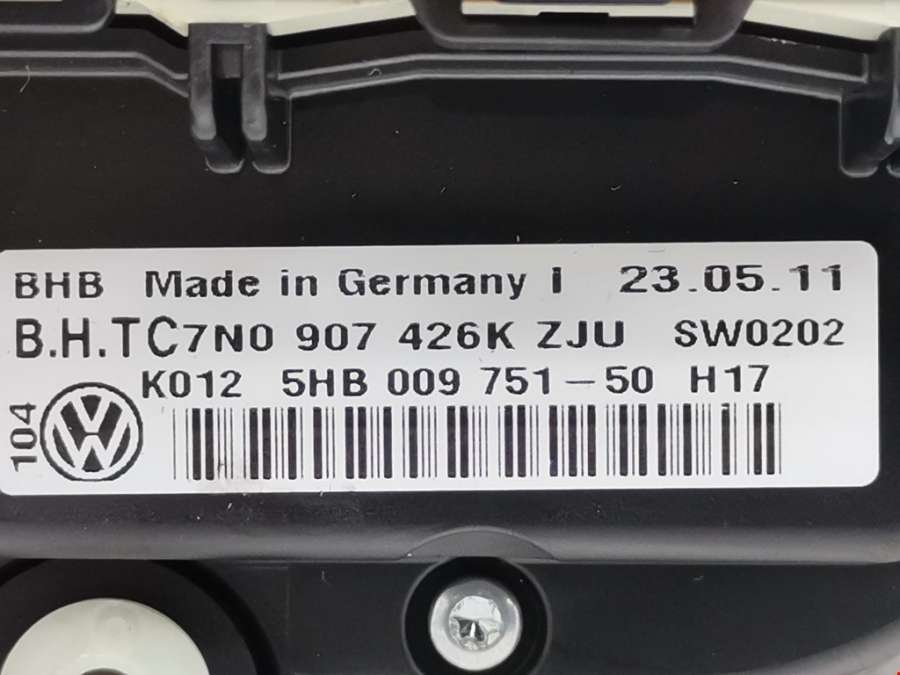 BHB Made in Germany I 23.05.11
B.H.TC7N0 907 426K ZJU SW0202
K012 5HB 009 751-50 H17
104